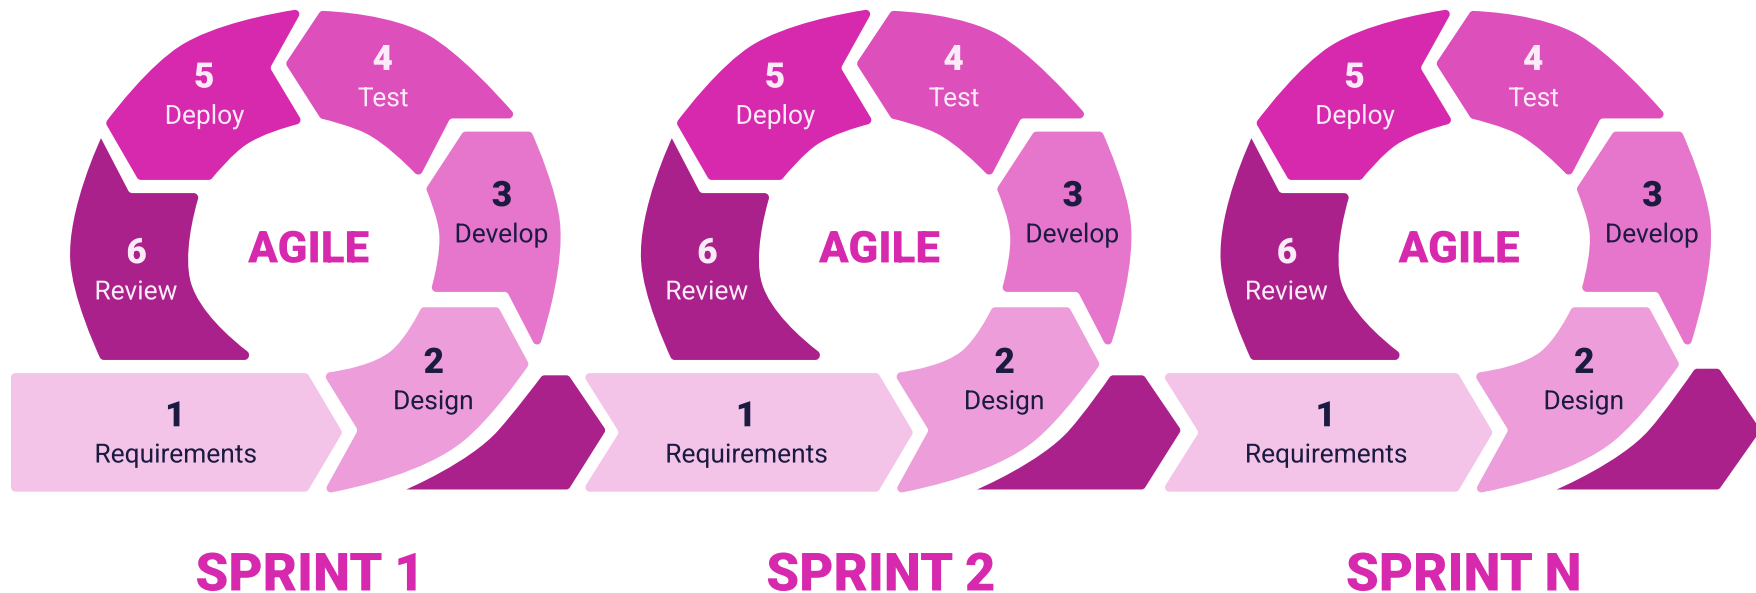 5
Deploy
4
Test
3
Develop
AGILE
6
Review
2
Design
1
Requirements
SPRINT 1
5
Deploy
4
Test
3
Develop
AGILE
6
Review
2
Design
1
Requirements
SPRINT 2
5
Deploy
4
Test
3
Develop
AGILE
6
Review
2
Design
1
Requirements
SPRINT N